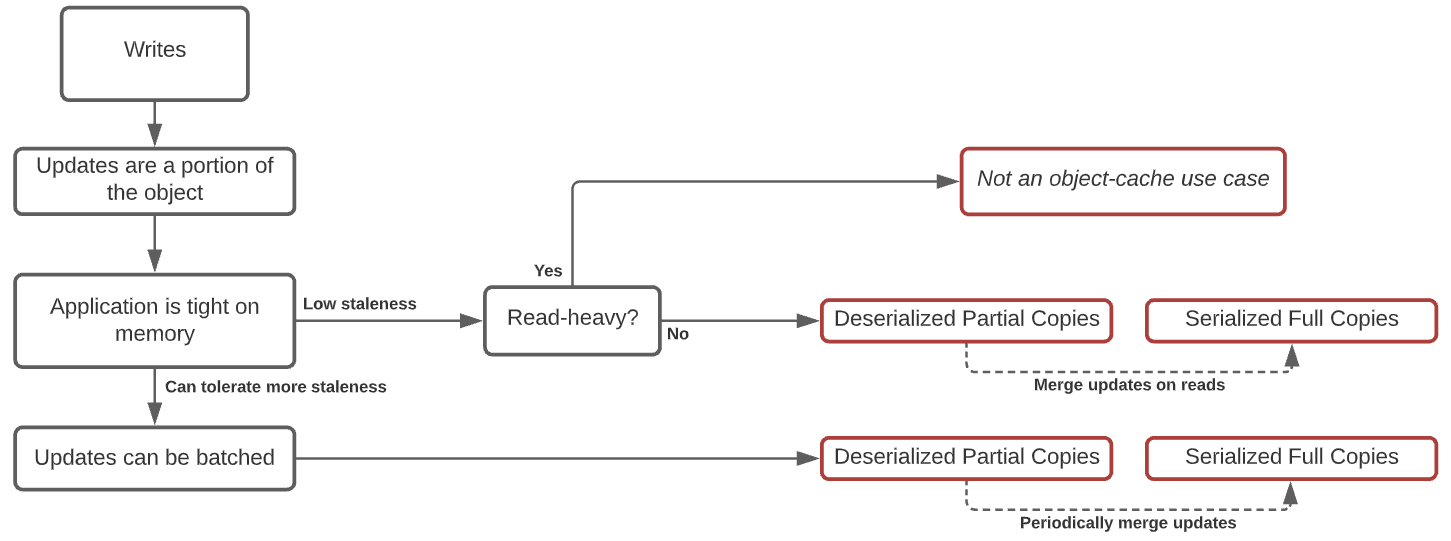 Writes
Updates are a portion of
the object
Not an object-cache use case
Yes
Application is tight on
memory
Low staleness
Read-heavy?
No
Deserialized Partial Copies
Serialized Full Copies
Merge updates on reads
Can tolerate more staleness
Updates can be batched
Deserialized Partial Copies
Serialized Full Copies
Periodically merge updates